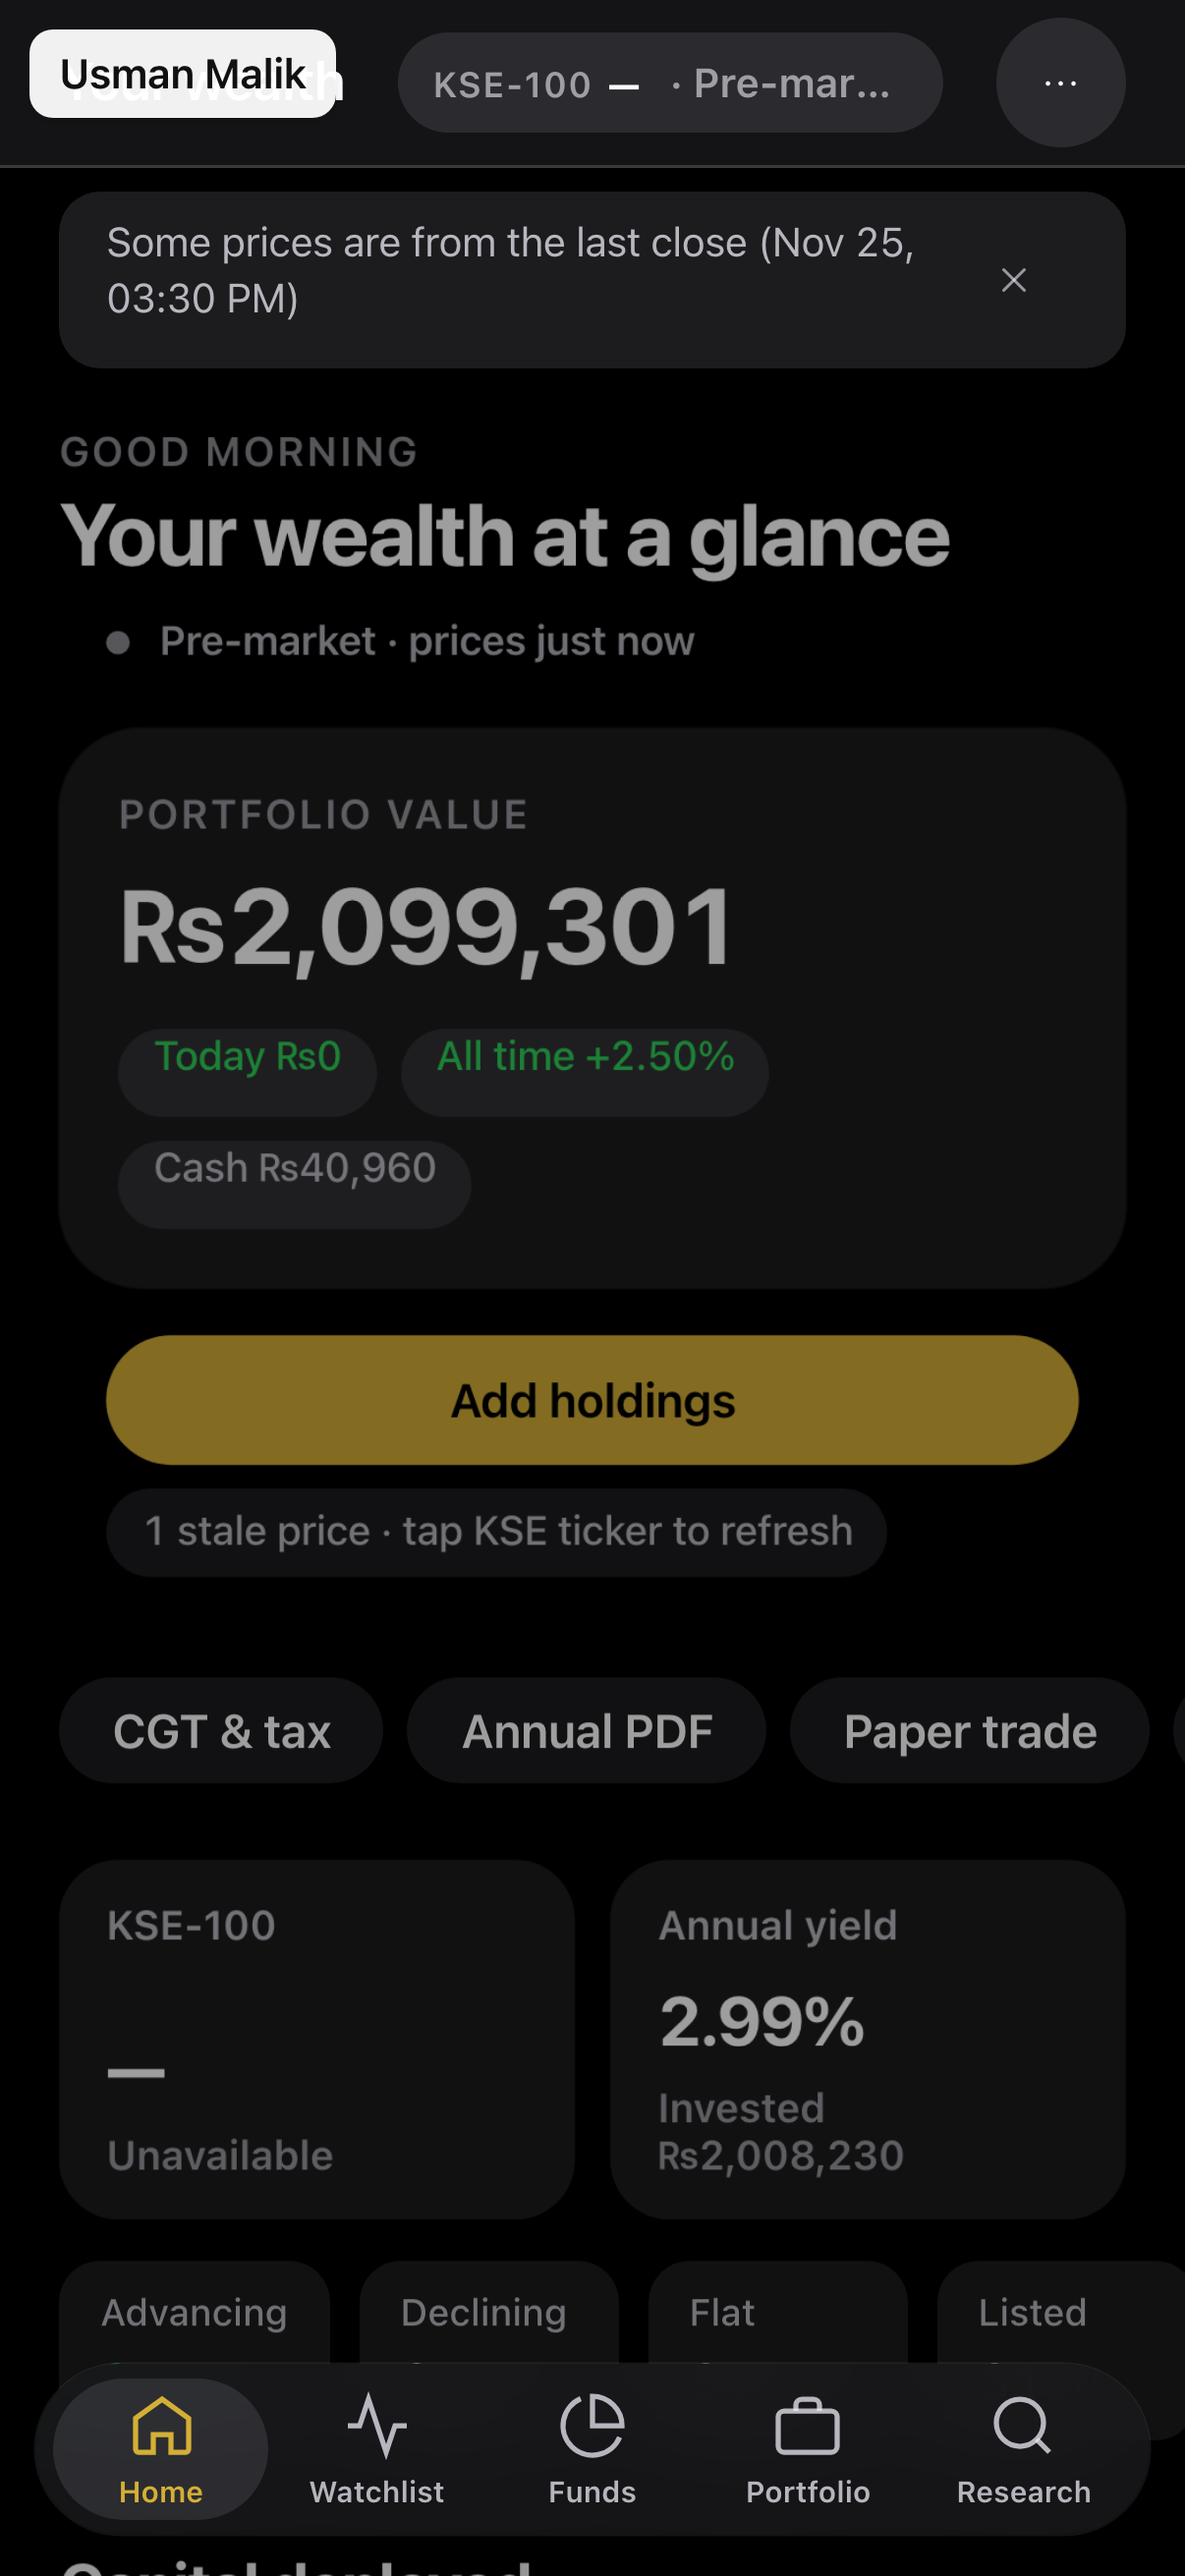 Usman Malik
Your wealth
KSE-100 — · Pre-mar...
Some prices are from the last close (Nov 25,
03:30 PM)
GOOD MORNING
Your wealth at a glance
Pre-market · prices just now
PORTFOLIO VALUE
Rs2,099,301
Today Rs0
All time +2.50%
Cash Rs40,960
Add holdings
1 stale price · tap KSE ticker to refresh
CGT & tax
Annual PDF
Paper trade
KSE-100
—
Unavailable
Annual yield
2.99%
Invested
Rs2,008,230
Advancing
Declining
Flat
Listed
Home
Watchlist
Funds
Portfolio
Research
Capital deployed